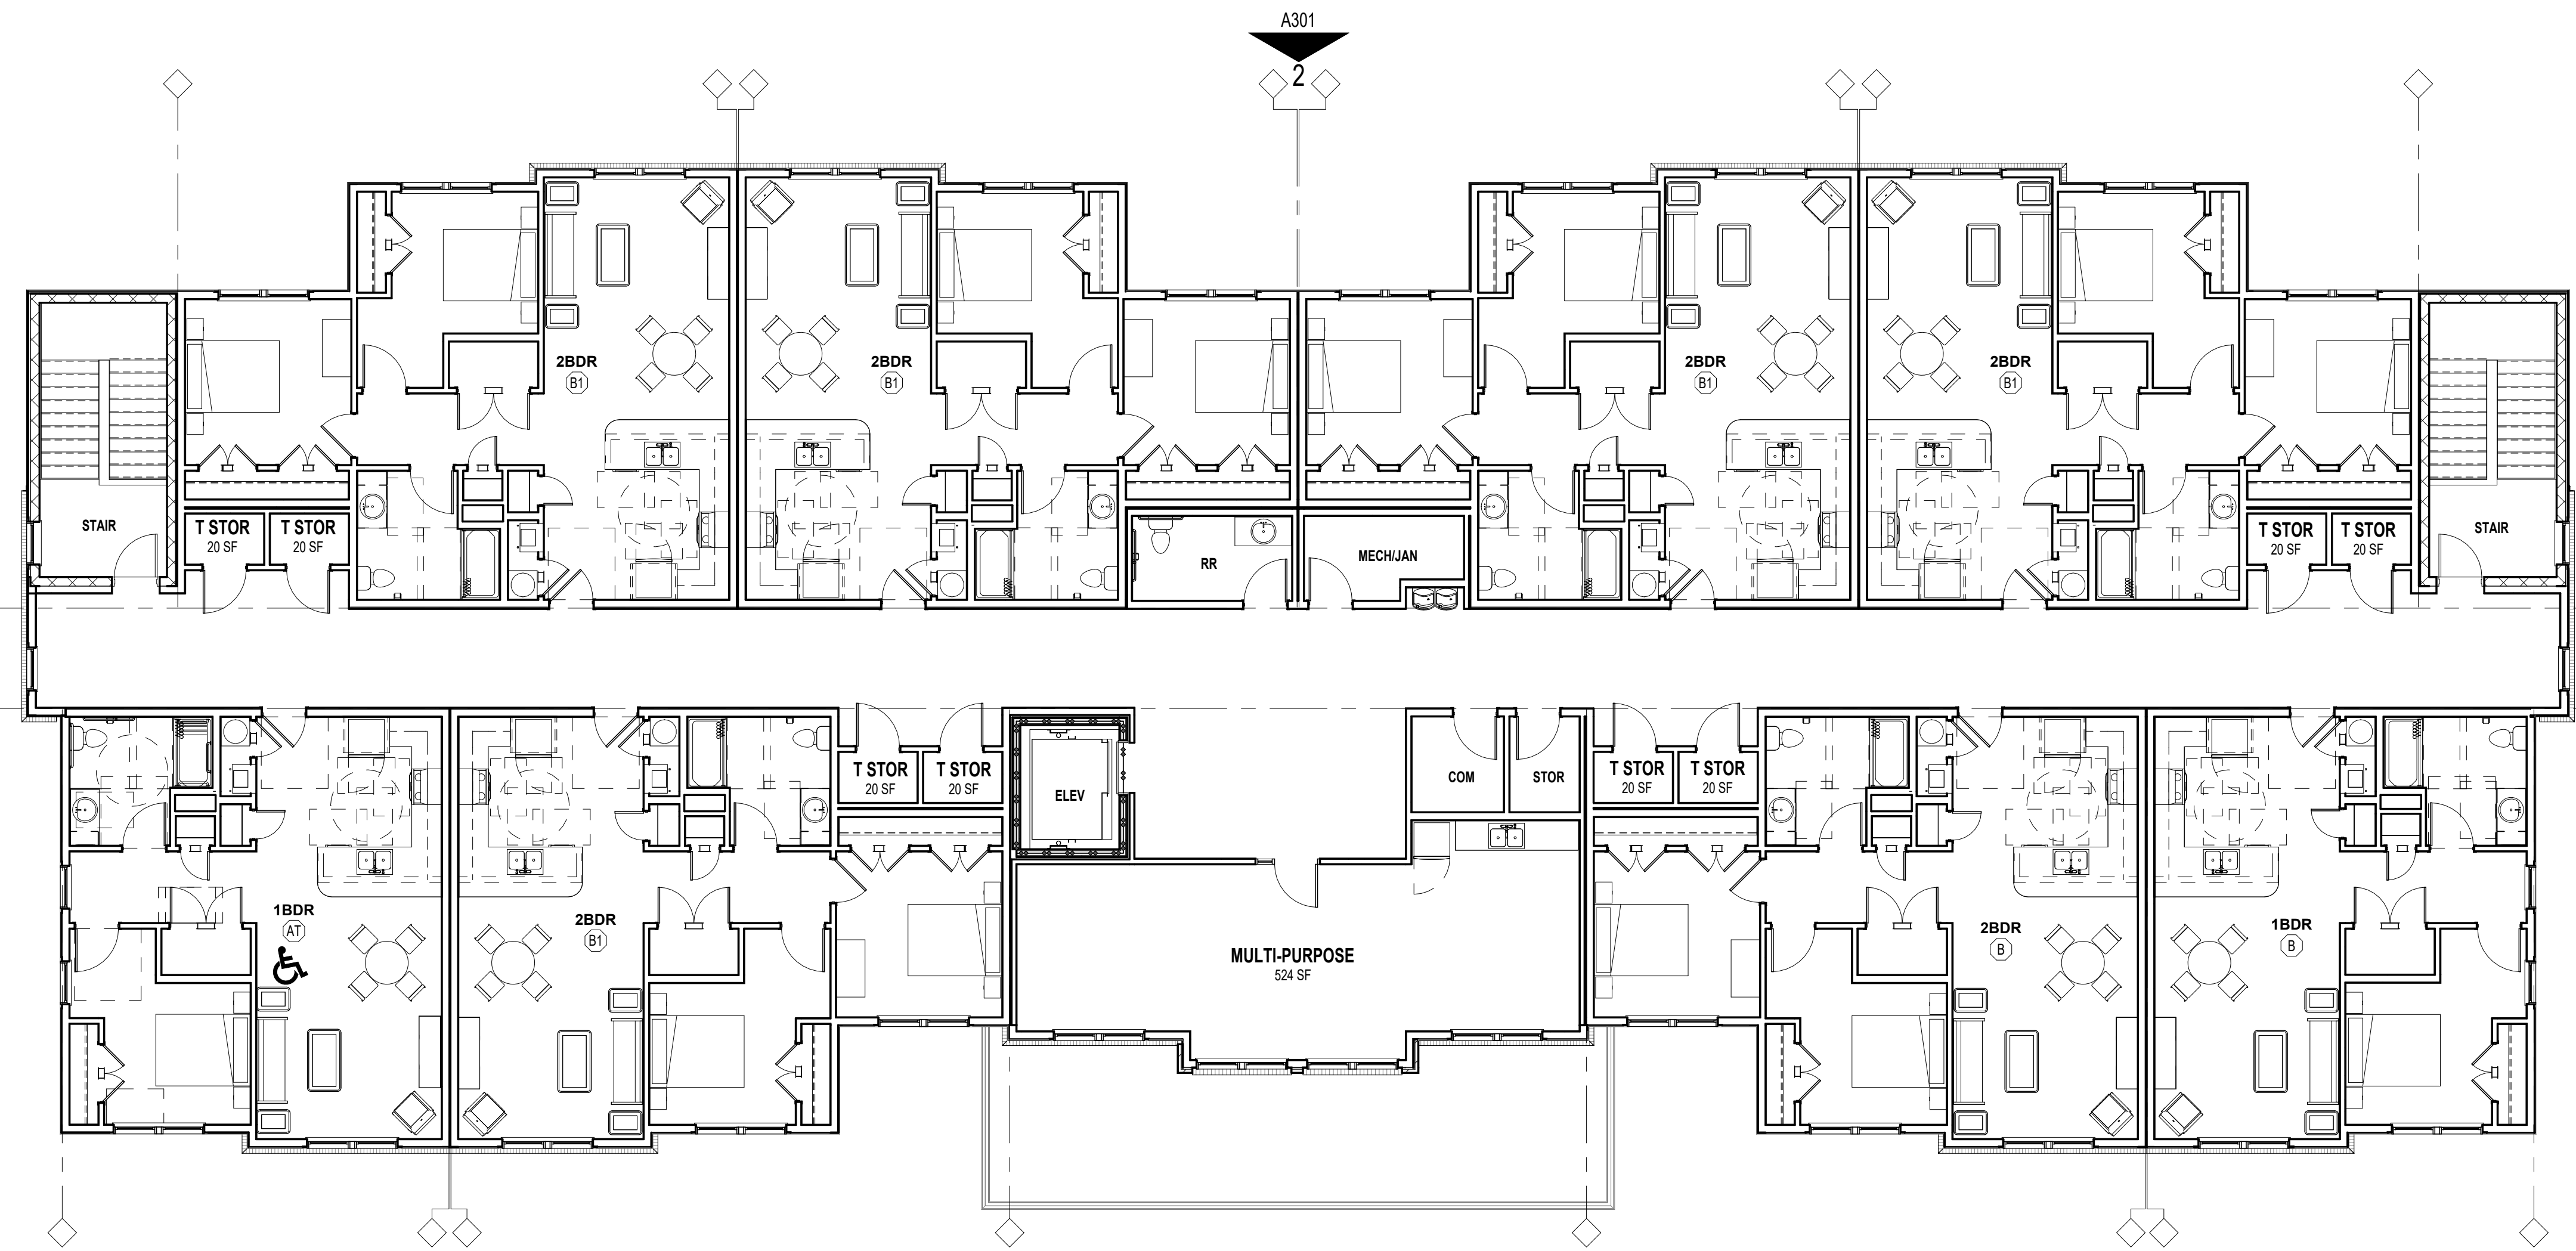 A301
2
2BDR
B1
2BDR
B1
2BDR
B1
2BDR
B1
STAIR
T STOR
20 SF
T STOR
20 SF
RR
MECH/JAN
T STOR
20 SF
T STOR
20 SF
STAIR
T STOR
20 SF
T STOR
20 SF
ELEV
COM
STOR
T STOR
20 SF
T STOR
20 SF
1BDR
AT
2BDR
B1
MULTI-PURPOSE
524 SF
2BDR
B
1BDR
B